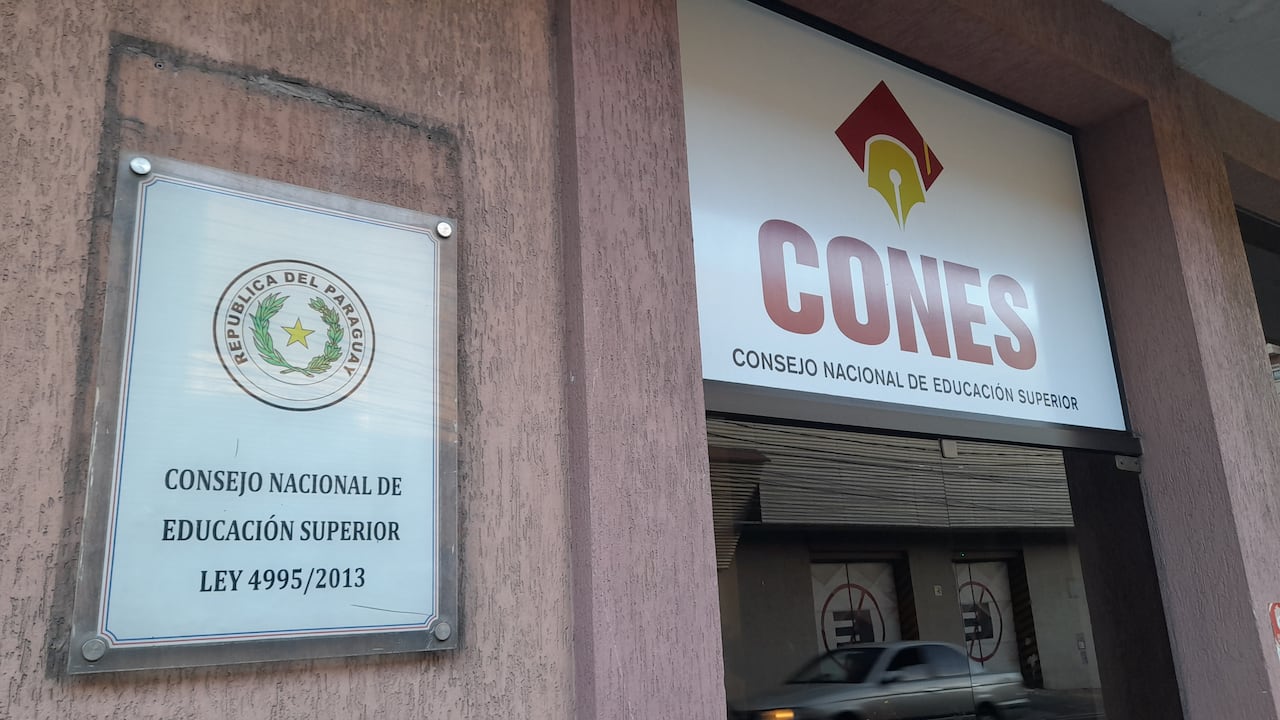 REPUBLICA DEL PARAGUAY
CONSEJO NACIONAL DE
EDUCACIÓN SUPERIOR
LEY 4995/2013
CONES
CONSEJO NACIONAL DE EDUCACIÓN SUPERIOR